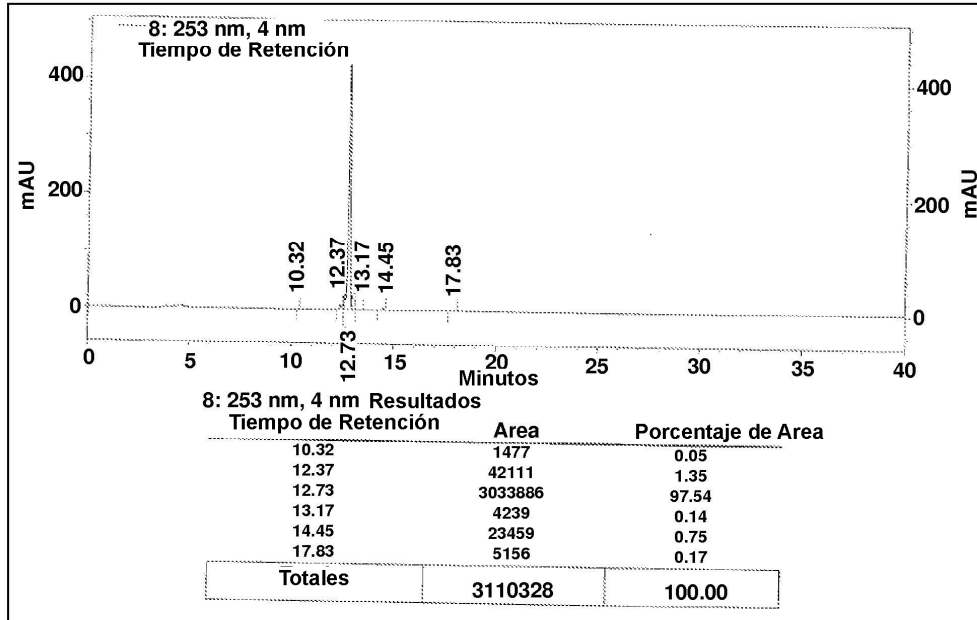 8: 253 nm, 4 nm
Tiempo de Retención
400
200
0
mAU
400
200
0
mAU
10.32
12.37
12.73
13.17
14.45
17.83
0 5 10 15 20 25 30 35 40
Minutos
8: 253 nm, 4 nm Resultados
Tiempo de Retención Area Porcentaje de Area
10.32 1477 0.05
12.37 42111 1.35
12.73 3033886 97.54
13.17 4239 0.14
14.45 23459 0.75
17.83 5156 0.17
Totales 3110328 100.00